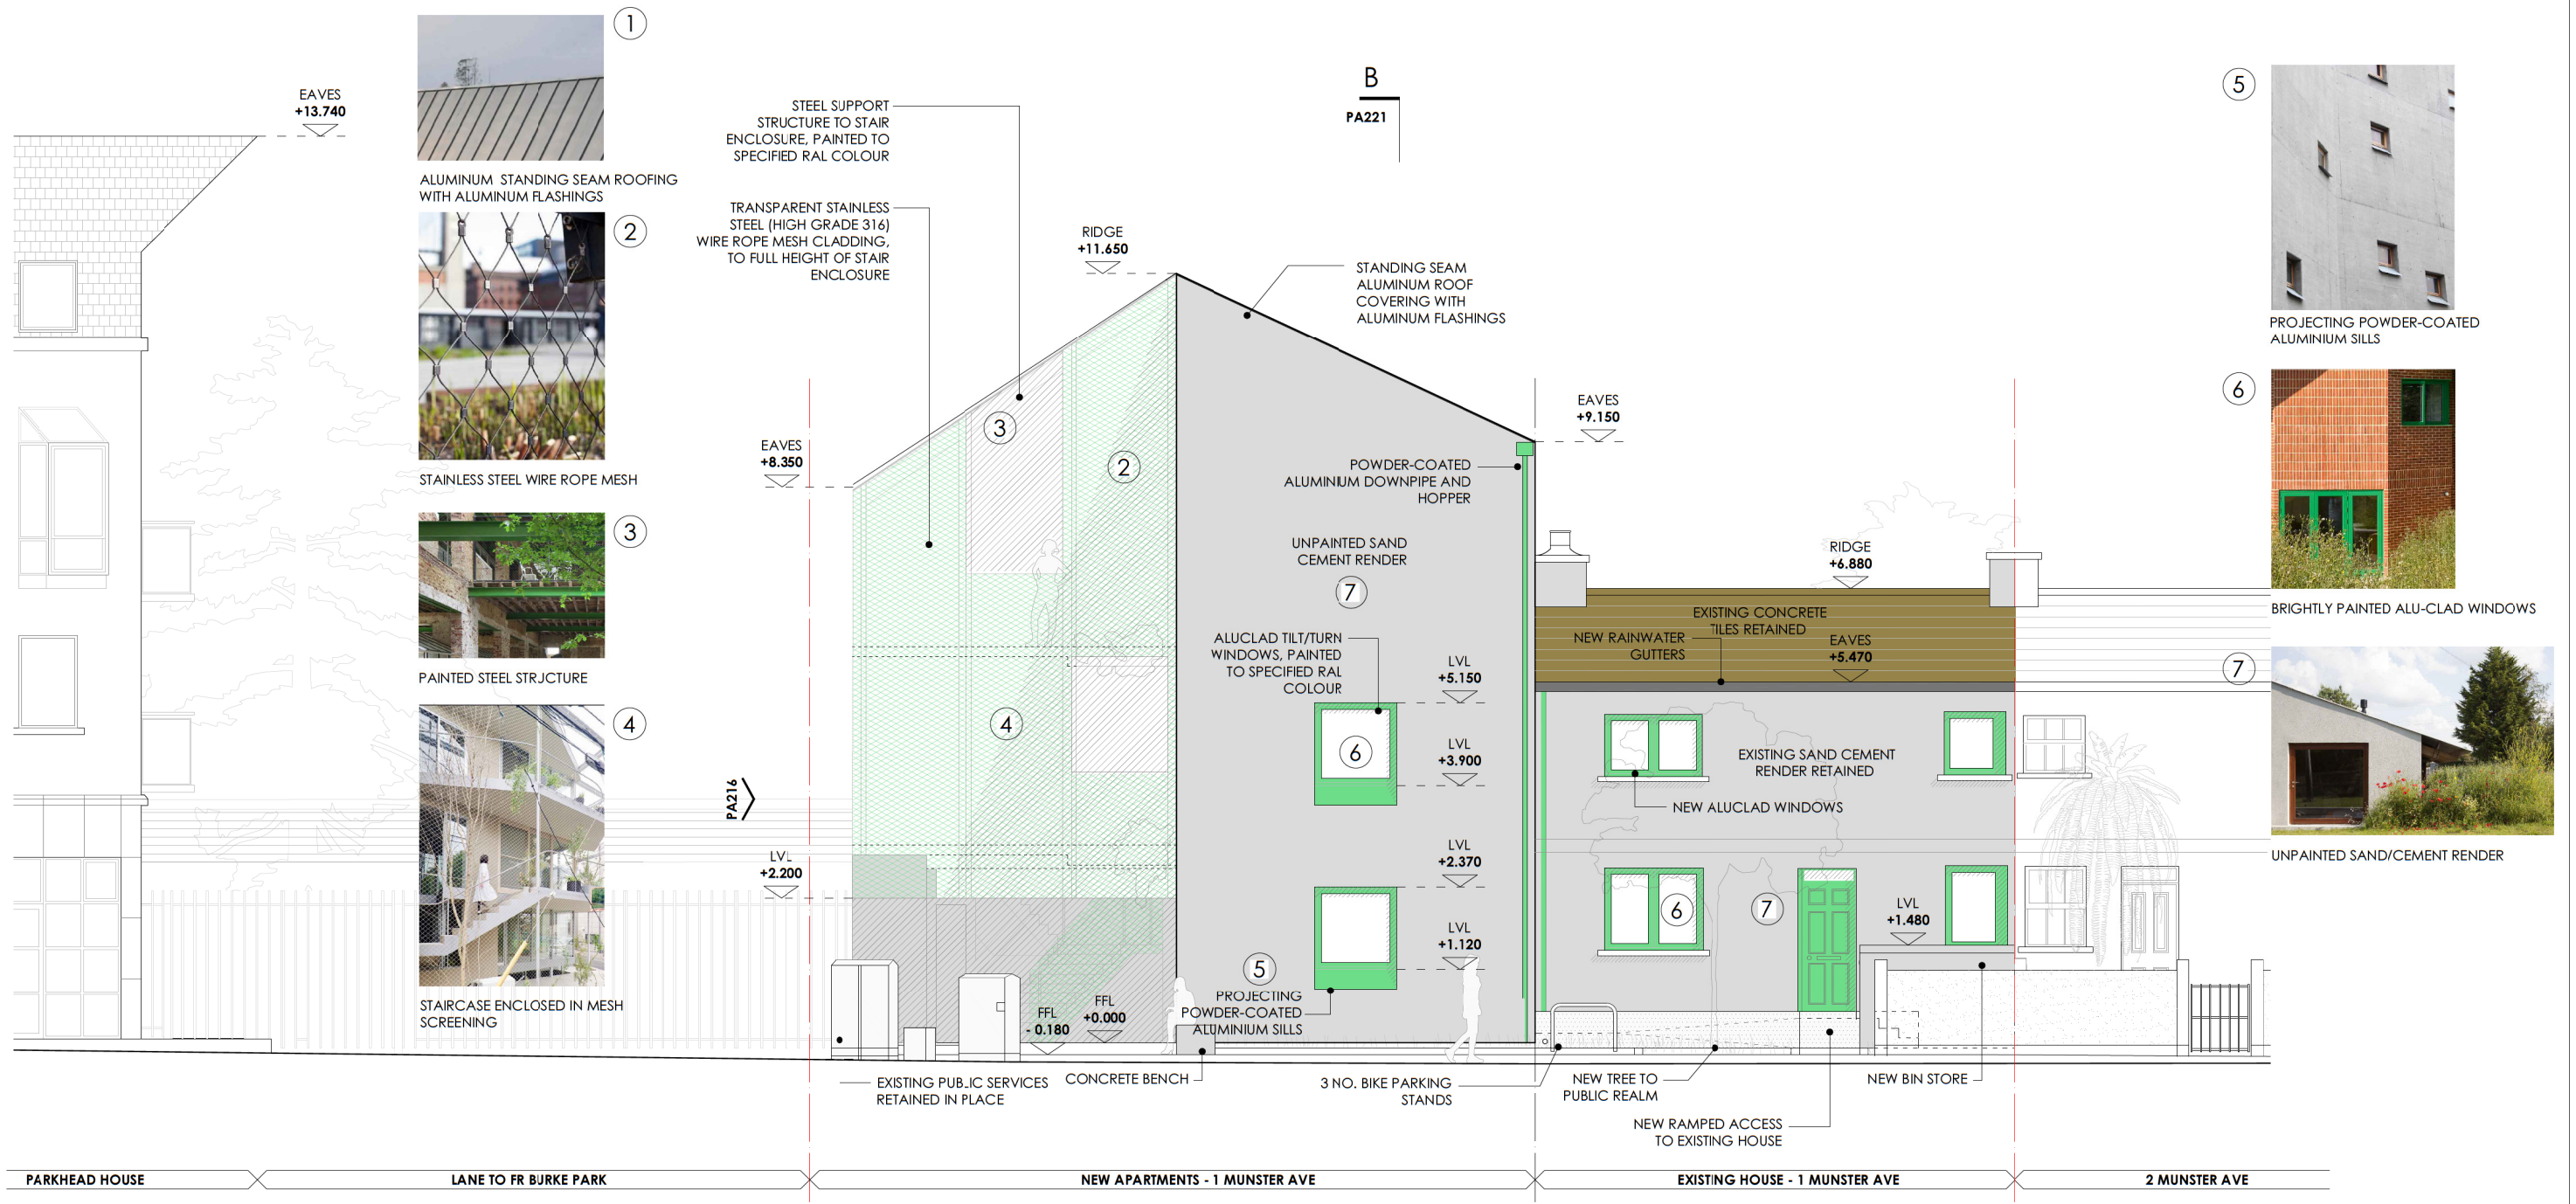 1
EAVES
+13.740
ALUMINUM STANDING SEAM ROOFING
WITH ALUMINUM FLASHINGS
2
STAINLESS STEEL WIRE ROPE MESH
3
PAINTED STEEL STRJCTURE
4
STAIRCASE ENCLOSED IN MESH
SCREENING
STEEL SUPPORT
STRUCTURE TO STAIR
ENCLOSURE, PAINTED TO
SPECIFIED RAL COLOUR
TRANSPARENT STAINLESS
STEEL (HIGH GRADE 316)
WIRE ROPE MESH CLADDING,
TO FULL HEIGHT OF STAIR
ENCLOSURE
B
PA221
RIDGE
+11.650
STANDING SEAM
ALUMINUM ROOF
COVERING WITH
ALUMINUM FLASHINGS
EAVES
+8.350
3
2
4
EAVES
+9.150
POWDER-COATED
ALUMINIUM DOWNPIPE AND
HOPPER
UNPAINTED SAND
CEMENT RENDER
7
ALUCLAD TILT/TURN
WINDOWS, PAINTED
TO SPECIFIED RAL
COLOUR
6
LVL
+5.150
LVL
+3.900
LVL
+2.370
LVL
+1.120
PA216
LVL
+2.200
5
PROJECTING
POWDER-COATED
ALUMINIUM SILLS
FFL
- 0.180
FFL
+0.000
RIDGE
+6.880
EXISTING CONCRETE
TILES RETAINED
NEW RAINWATER
GUTTERS
EAVES
+5.470
EXISTING SAND CEMENT
RENDER RETAINED
NEW ALUCLAD WINDOWS
6
7
LVL
+1.480
EXISTING PUBLIC SERVICES
RETAINED IN PLACE
CONCRETE BENCH
3 NO. BIKE PARKING
STANDS
NEW TREE TO
PUBLIC REALM
NEW RAMPED ACCESS
TO EXISTING HOUSE
NEW BIN STORE
5
PROJECTING POWDER-COATED
ALUMINIUM SILLS
6
BRIGHTLY PAINTED ALU-CLAD WINDOWS
7
UNPAINTED SAND/CEMENT RENDER
PARKHEAD HOUSE
LANE TO FR BURKE PARK
NEW APARTMENTS - 1 MUNSTER AVE
EXISTING HOUSE - 1 MUNSTER AVE
2 MUNSTER AVE